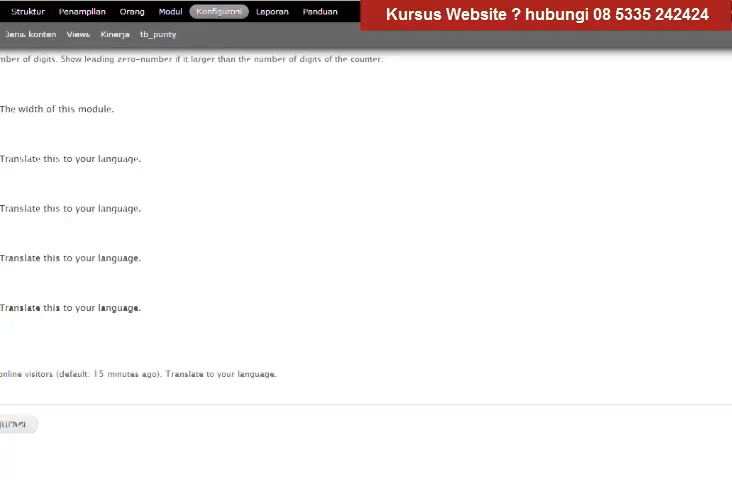 Struktur Penampilan Orang Modul Konfigurasi Laporan Panduan
Kursus Website ? hubungi 08 5335 242424
Jenis konten Views Kinerja tb_purity
mber of digits. Show leading zero-number if it larger than the number of digits of the counter.
The width of this module.
Translate this to your language.
Translate this to your language.
Translate this to your language.
Translate this to your language.
online visitors (default: 15 minutes ago). Translate to your language.
gurasi